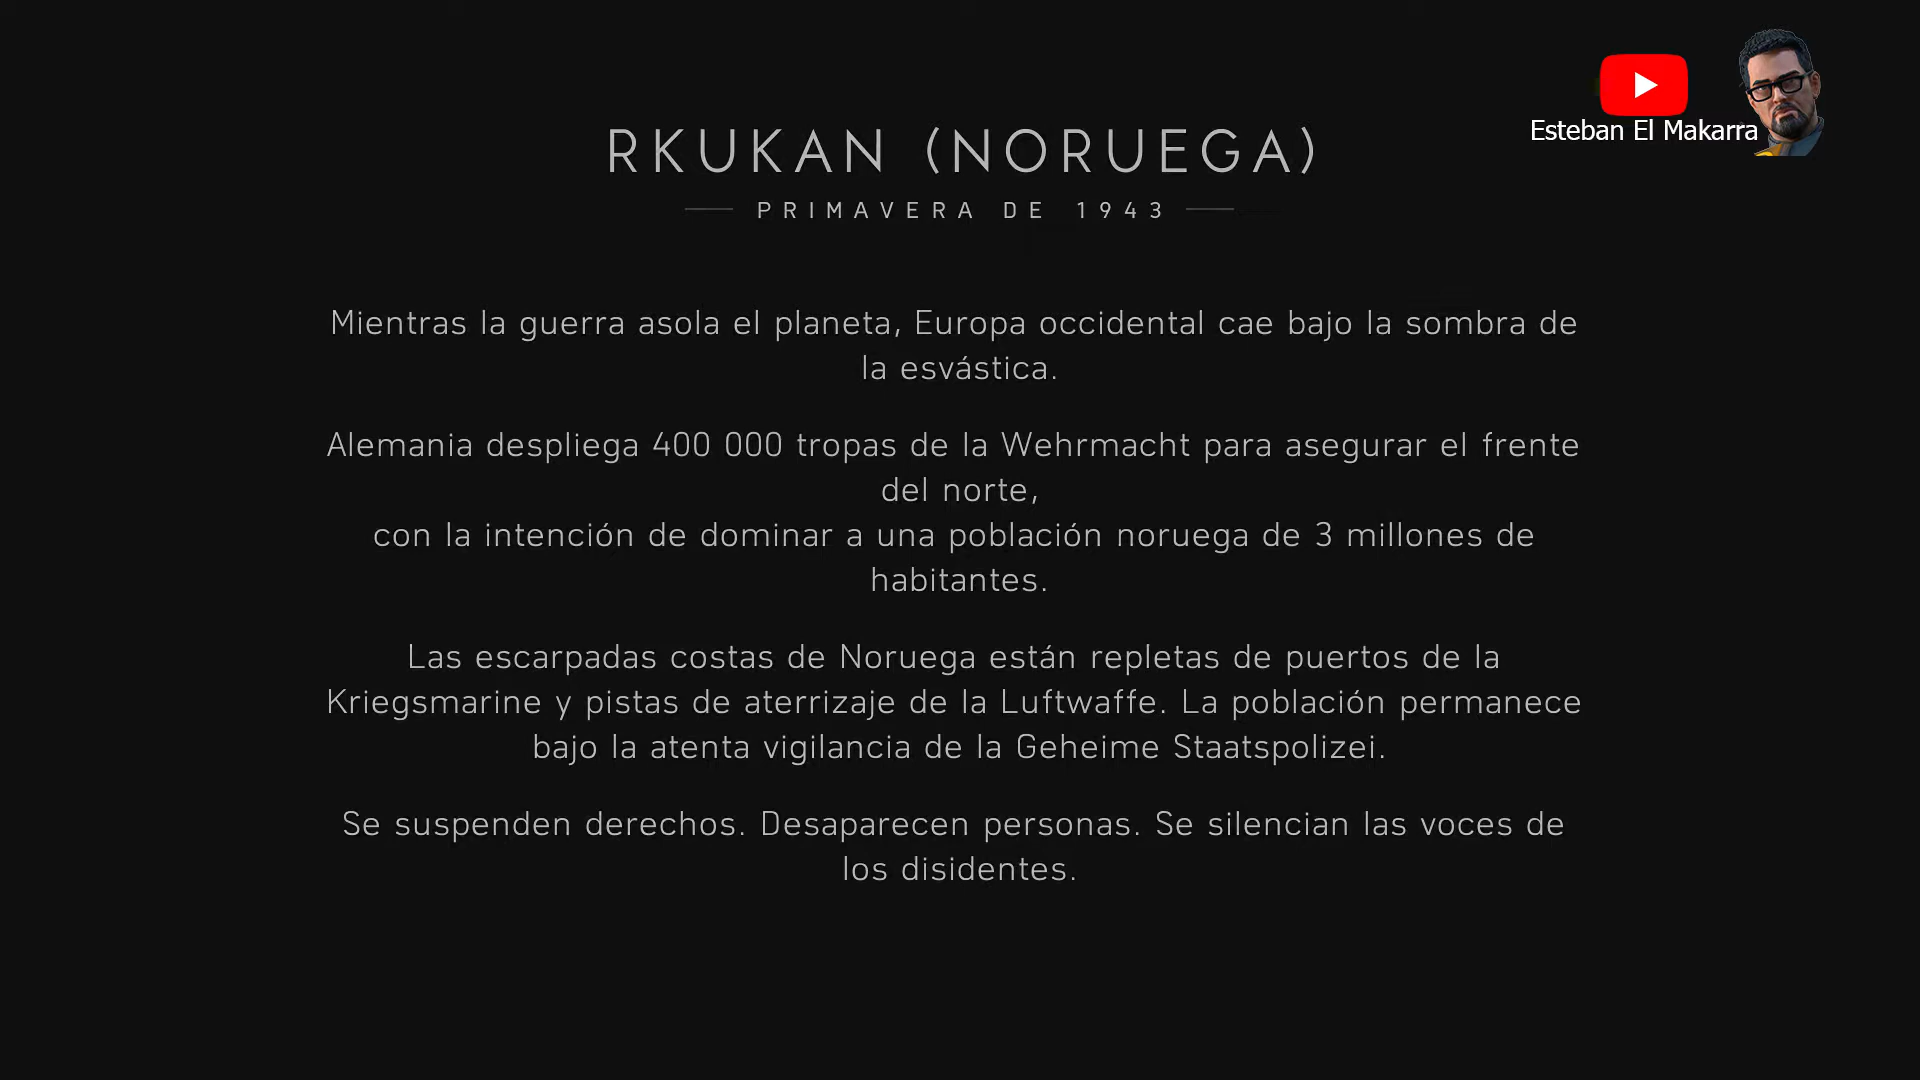 Esteban El Makarra
RKUKAN (NORUEGA)
PRIMAVERA DE 1943
Mientras la guerra asola el planeta, Europa occidental cae bajo la sombra de
la esvástica.
Alemania despliega 400 000 tropas de la Wehrmacht para asegurar el frente
del norte,
con la intención de dominar a una población noruega de 3 millones de
habitantes.
Las escarpadas costas de Noruega están repletas de puertos de la
Kriegsmarine y pistas de aterrizaje de la Luftwaffe. La población permanece
bajo la atenta vigilancia de la Geheime Staatspolizei.
Se suspenden derechos. Desaparecen personas. Se silencian las voces de
los disidentes.